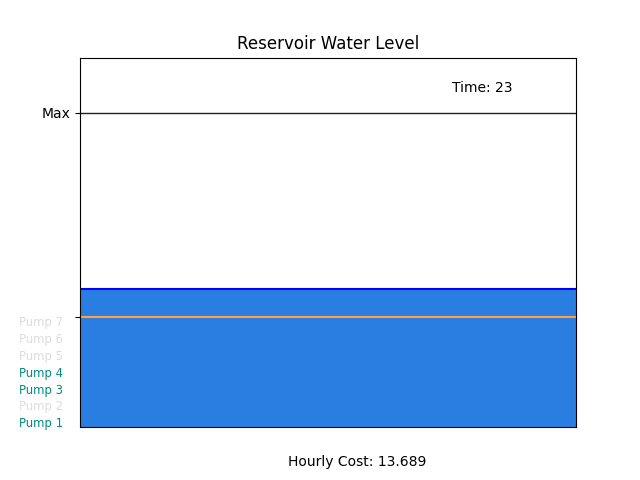 Reservoir Water Level
Time: 23
Max
Pump 7
Pump 6
Pump 5
Pump 4
Pump 3
Pump 2
Pump 1
Hourly Cost: 13.689